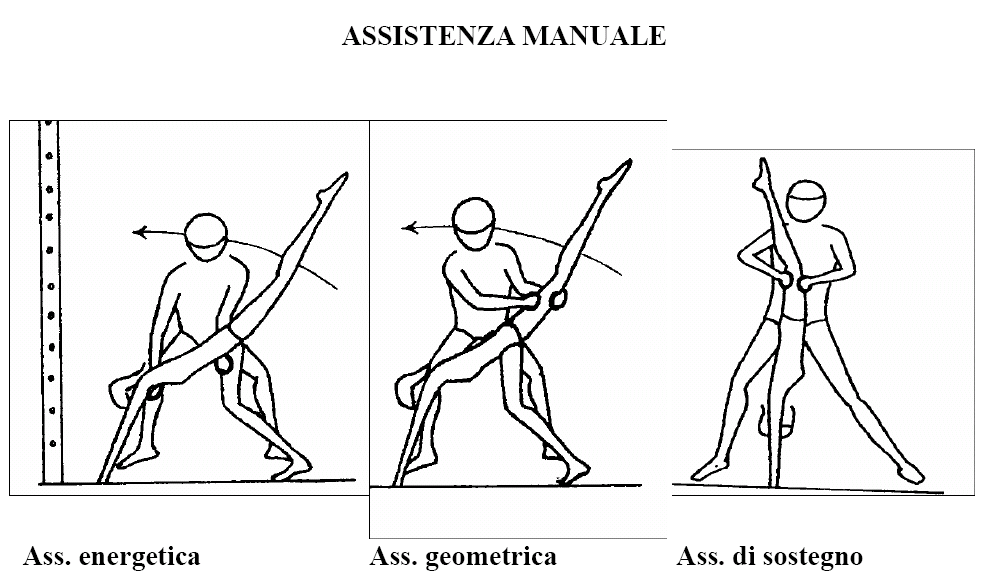 ASSISTENZA MANUALE
Ass. energetica
Ass. geometrica
Ass. di sostegno